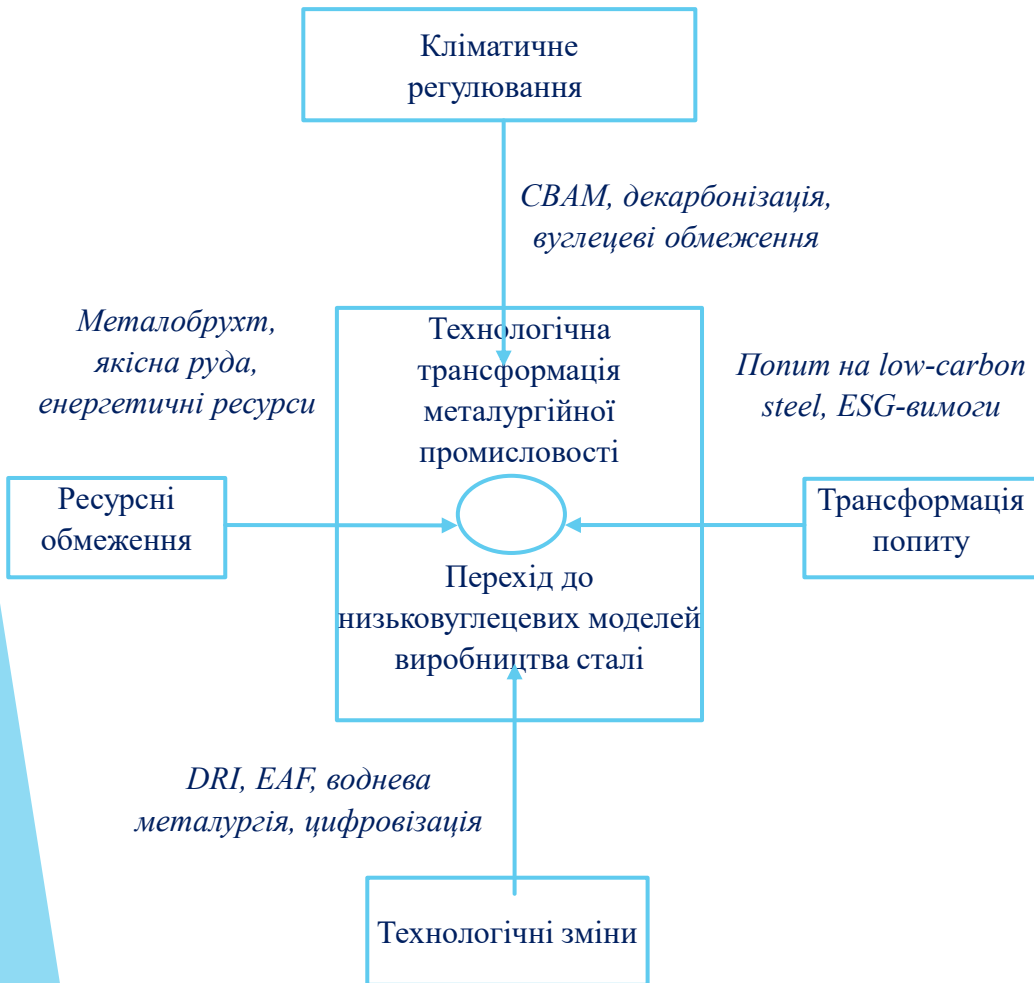 Кліматичне
регулювання
CBAM, декарбонізація,
вуглецеві обмеження
Металобрухт,
якісна руда,
енергетичні ресурси
Технологічна
трансформація
металургійної
промисловості
Попит на low-carbon
steel, ESG-вимоги
Ресурсні
обмеження
Трансформація
попиту
Перехід до
низьковуглецевих моделей
виробництва сталі
DRI, EAF, воднева
металургія, цифровізація
Технологічні зміни